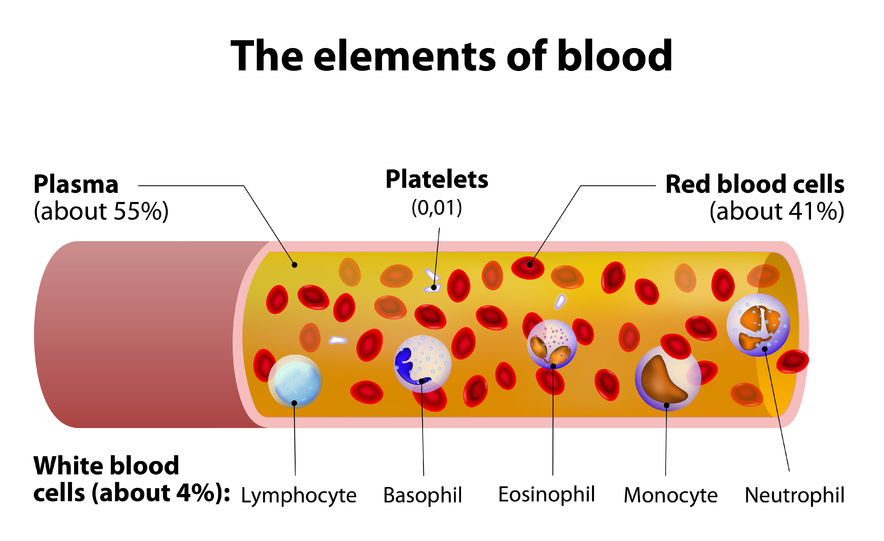 The elements of blood
Plasma
(about 55%)
Platelets
(0,01)
Red blood cells
(about 41%)
White blood
cells (about 4%):
Lymphocyte
Basophil
Eosinophil
Monocyte
Neutrophil